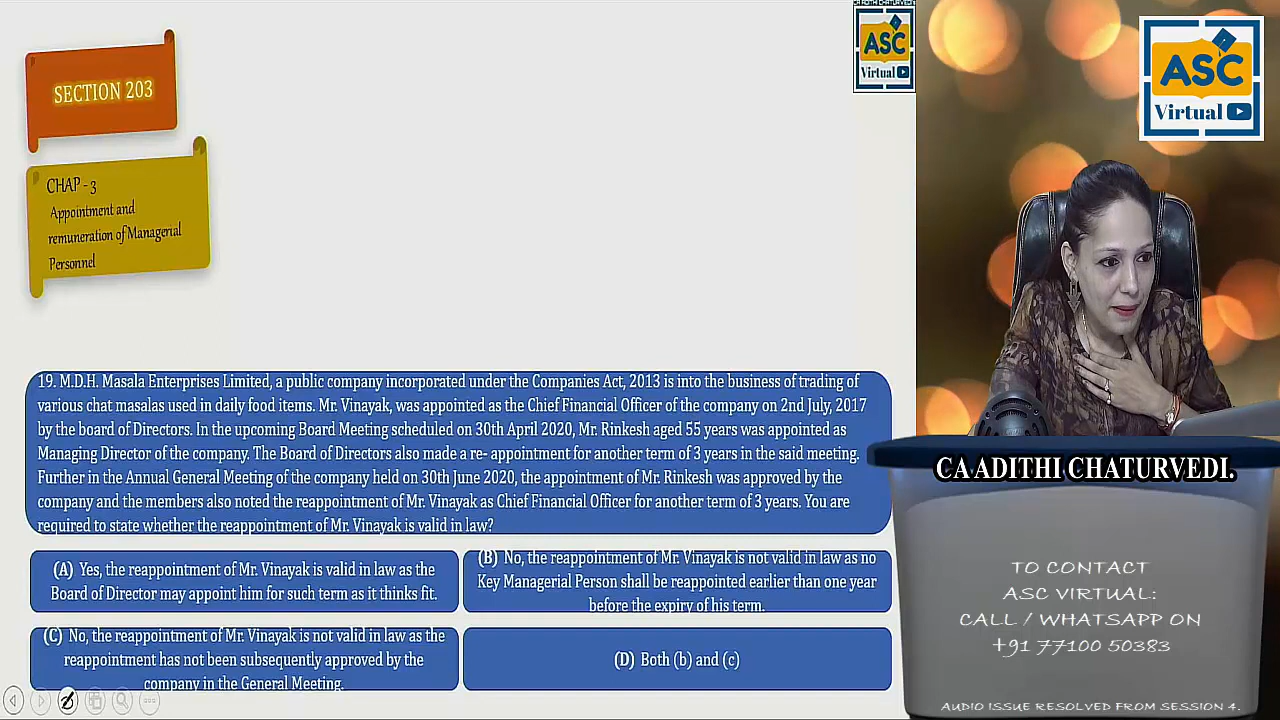 SECTION 203
CHAP - 3
Appointment and
remuneration of Managerial
Personnel
ASC
Virtual
ASC
Virtual
19. M.D.H. Masala Enterprises Limited, a public company incorporated under the Companies Act, 2013 is into the business of trading of
various chat masalas used in daily food items. Mr. Vinayak, was appointed as the Chief Financial Officer of the company on 2nd July, 2017
by the board of Directors. In the upcoming Board Meeting scheduled on 30th April 2020, Mr. Rinkesh aged 55 years was appointed as
Managing Director of the company. The Board of Directors also made a re- appointment for another term of 3 years in the said meeting.
Further in the Annual General Meeting of the company held on 30th June 2020, the appointment of Mr. Rinkesh was approved by the
company and the members also noted the reappointment of Mr. Vinayak as Chief Financial Officer for another term of 3 years. You are
required to state whether the reappointment of Mr. Vinayak is valid in law?
(A) Yes, the reappointment of Mr. Vinayak is valid in law as the
Board of Director may appoint him for such term as it thinks fit.
(B) No, the reappointment of Mr. Vinayak is not valid in law as no
Key Managerial Person shall be reappointed earlier than one year
before the expiry of his term.
(C) No, the reappointment of Mr. Vinayak is not valid in law as the
reappointment has not been subsequently approved by the
company in the General Meeting.
(D) Both (b) and (c)
CA ADITHI CHATURVEDI.
TO CONTACT
ASC VIRTUAL:
CALL / WHATSAPP ON
+91 77100 50383
AUDIO ISSUE RESOLVED FROM SESSION 4.